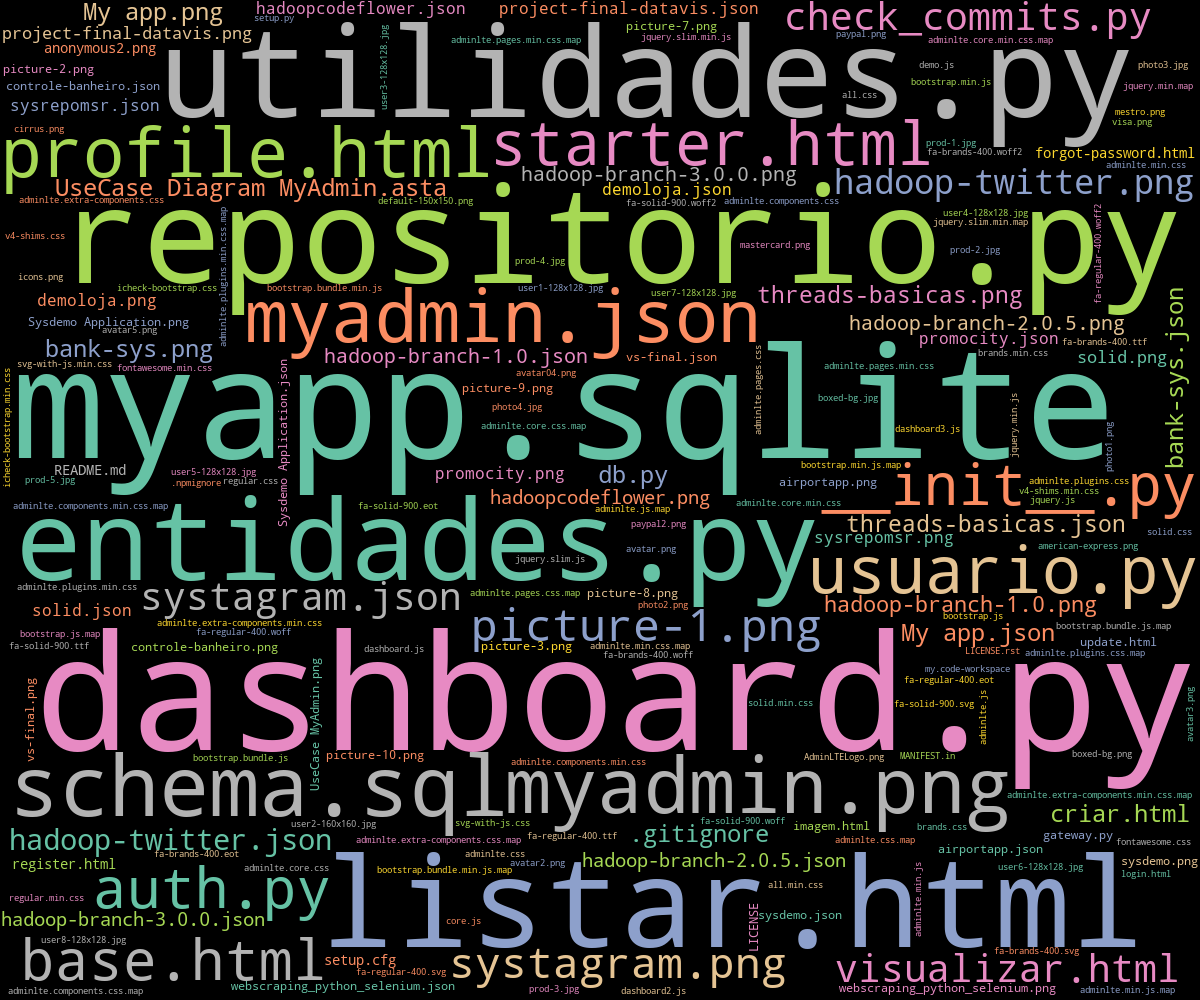 My app.png
hadoopcodeflower.json
project-final-datavis.json
check_commits.py
setup.py
picture-7.png
paypal.png
project-final-datavis.png
anonymous2.png
adminlte.pages.min.css.map
jquery.slim.min.js
adminlte.core.min.css.map
picture-2.png
utilidades.py
user3-128x128.jpg
demo.js
photo3.jpg
controle-banheiro.json
bootstrap.min.js
jquery.min.map
sysrepomsr.json
all.css
mestro.png
visa.png
cirrus.png
profile.html
starter.html
prod-1.jpg
fa-brands-400.woff2
forgot-password.html
adminlte.min.css
hadoop-branch-3.0.0.png
hadoop-twitter.png
UseCase Diagram MyAdmin.asta
demoloja.json
adminlte.extra-components.css
default-150x150.png
fa-solid-900.woff2
adminlte.components.css
repositorio.py
user4-128x128.jpg
jquery.slim.min.map
fa-regular-400.woff2
v4-shims.css
adminlte.plugins.min.css.map
mastercard.png
prod-2.jpg
prod-4.jpg
icons.png
icheck-bootstrap.css
bootstrap.bundle.min.js
user1-128x128.jpg
user7-128x128.jpg
threads-basicas.png
demoloja.png
myadmin.json
bank-sys.json
Sysdemo Application.png
avatar5.png
hadoop-branch-2.0.5.png
bank-sys.png
hadoop-branch-1.0.json
vs-final.json
promocity.json
fa-brands-400.ttf
brands.min.css
solid.png
svg-with-js.min.css
fontawesome.min.css
icheck-bootstrap.min.css
myapp.sqlite
avatar04.png
picture-9.png
adminlte.pages.css
adminlte.pages.min.css
photo4.jpg
boxed-bg.jpg
adminlte.core.css.map
dashboard3.js
jquery.min.js
photo1.png
Sysdemo Application.json
README.md
prod-5.jpg
user5-128x128.jpg
.npmignore
regular.css
promocity.png
db.py
bootstrap.min.js.map
airportapp.png
__init__.py
adminlte.plugins.css
v4-shims.min.css
jquery.js
hadoopcodeflower.png
adminlte.components.min.css.map
fa-solid-900.eot
adminlte.js.map
adminlte.core.min.css
entidades.py
paypal2.png
threads-basicas.json
solid.css
sysrepomsr.png
american-express.png
avatar.png
jquery.slim.js
usuario.py
adminlte.plugins.min.css
systagram.json
adminlte.pages.css.map
picture-8.png
photo2.png
hadoop-branch-1.0.png
solid.json
picture-1.png
bootstrap.js
adminlte.extra-components.min.css
fa-regular-400.woff
bootstrap.js.map
fa-solid-900.ttf
My app.json
bootstrap.bundle.js.map
update.html
controle-banheiro.png
dashboard.js
picture-3.png
adminlte.min.css.map
fa-brands-400.woff
LICENSE.rst
adminlte.plugins.css.map
dashboard.py
my.code-workspace
fa-regular-400.eot
vs-final.png
UseCase MyAdmin.png
solid.min.css
fa-solid-900.svg
adminlte.js
avatar3.png
bootstrap.bundle.js
picture-10.png
adminlte.components.min.css
AdminLTELogo.png
MANIFEST.in
boxed-bg.png
schema.sql
myadmin.png
adminlte.extra-components.min.css.map
criar.html
user2-160x160.jpg
svg-with-js.css
fa-solid-900.woff
imagem.html
brands.css
hadoop-twitter.json
adminlte.extra-components.css.map
fa-regular-400.ttf
.gitignore
adminlte.css.map
gateway.py
fontawesome.css
fa-brands-400.eot
adminlte.css
avatar2.png
hadoop-branch-2.0.5.json
airportapp.json
register.html
adminlte.core.css
bootstrap.bundle.min.js.map
listar.html
user6-128x128.jpg
sysdemo.png
login.html
auth.py
all.min.css
adminlte.min.js
regular.min.css
hadoop-branch-3.0.0.json
core.js
LICENSE
sysdemo.json
user8-128x128.jpg
base.html
setup.cfg
fa-regular-400.svg
systagram.png
fa-brands-400.svg
visualizar.html
adminlte.components.css.map
webscraping_python_selenium.json
prod-3.jpg
dashboard2.js
webscraping_python_selenium.png
adminlte.min.js.map